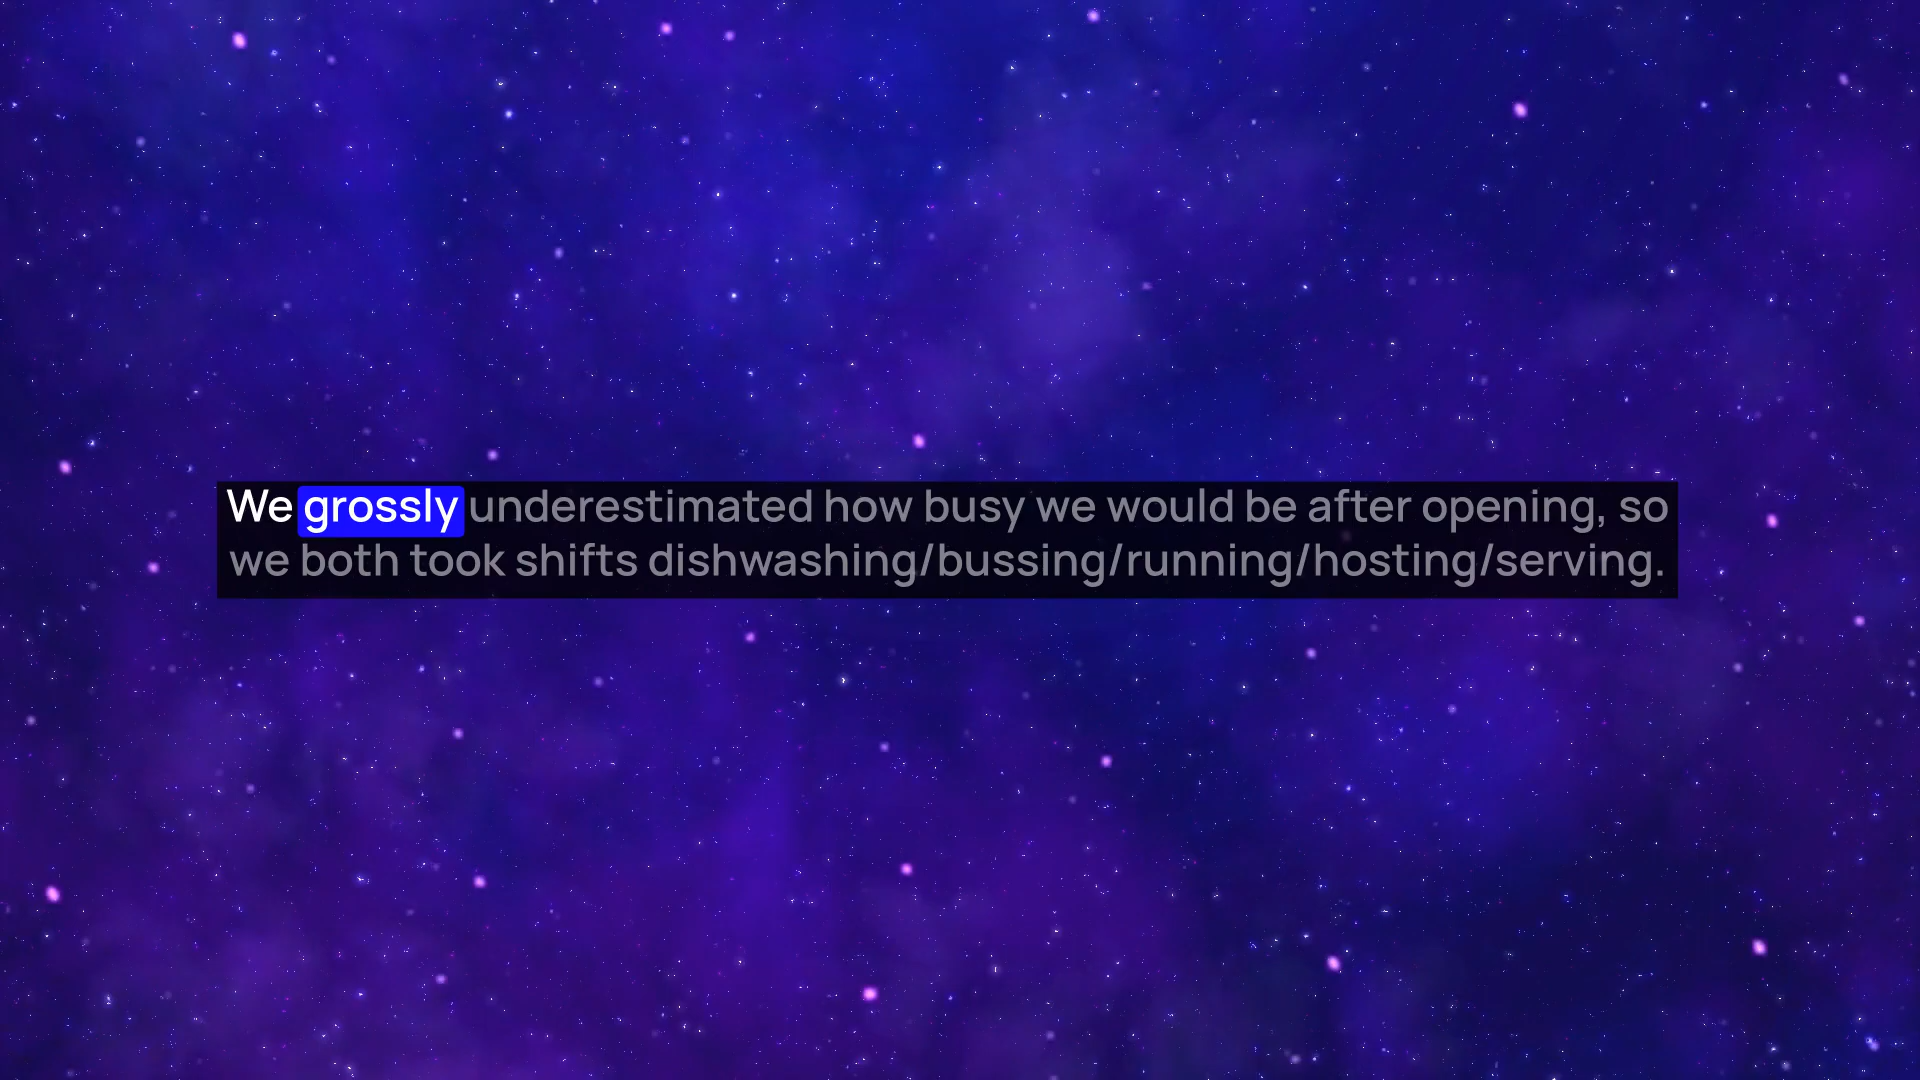 We grossly underestimated how busy we would be after opening, so
we both took shifts dishwashing/bussing/running/hosting/serving.